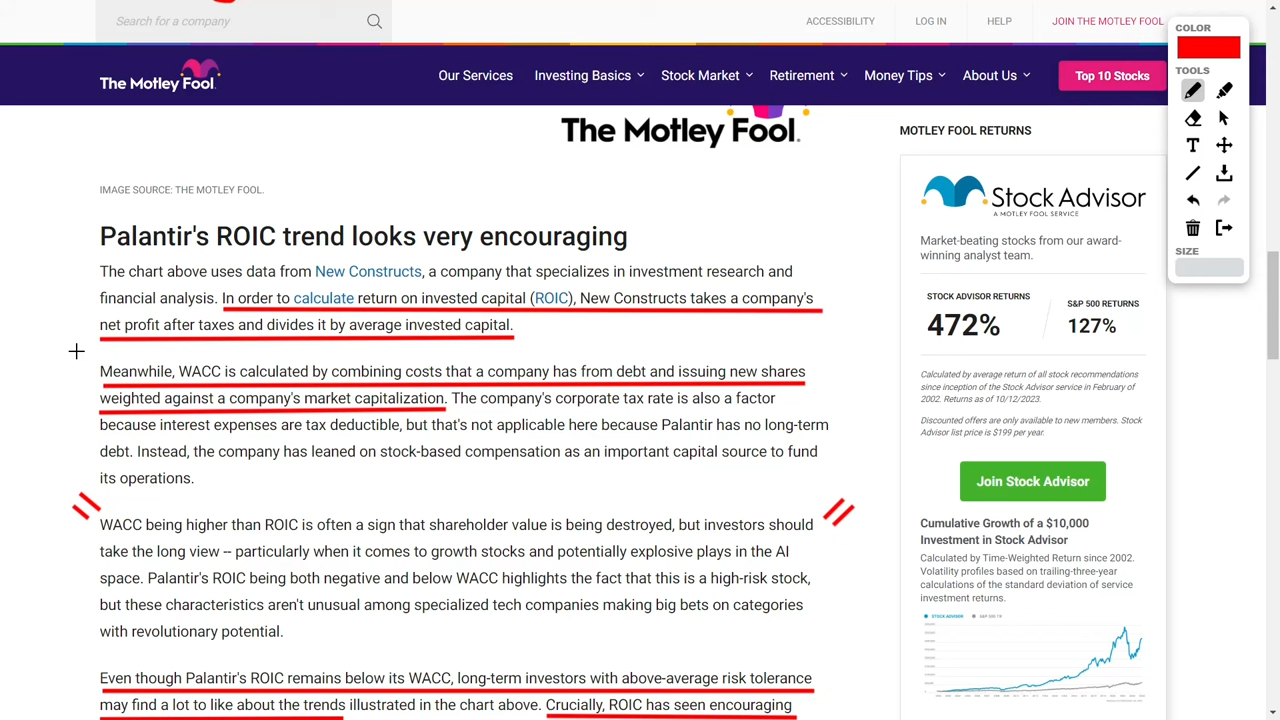 Search for a company
ACCESSIBILITY
LOG IN
HELP
JOIN THE MOTLEY FOOL
The Motley Fool.
Our Services
Investing Basics
Stock Market
Retirement
Money Tips
About Us
Top 10 Stocks
The Motley Fool.
IMAGE SOURCE: THE MOTLEY FOOL.
Palantir's ROIC trend looks very encouraging
The chart above uses data from New Constructs, a company that specializes in investment research and
financial analysis. In order to calculate return on invested capital (ROIC), New Constructs takes a company's
net profit after taxes and divides it by average invested capital.
Meanwhile, WACC is calculated by combining costs that a company has from debt and issuing new shares
weighted against a company's market capitalization. The company's corporate tax rate is also a factor
because interest expenses are tax deductible, but that's not applicable here because Palantir has no long-term
debt. Instead, the company has leaned on stock-based compensation as an important capital source to fund
its operations.
WACC being higher than ROIC is often a sign that shareholder value is being destroyed, but investors should
take the long view -- particularly when it comes to growth stocks and potentially explosive plays in the AI
space. Palantir's ROIC being both negative and below WACC highlights the fact that this is a high-risk stock,
but these characteristics aren't unusual among specialized tech companies making big bets on categories
with revolutionary potential.
Even though Palantir's ROIC remains below its WACC, long-term investors with above-average risk tolerance
may find a lot to like about the trends illustrated in the chart above. Crucially, ROIC has seen encouraging
MOTLEY FOOL RETURNS
Stock Advisor
A MOTLEY FOOL SERVICE
Market-beating stocks from our award-
winning analyst team.
STOCK ADVISOR RETURNS
472%
S&P 500 RETURNS
127%
Calculated by average return of all stock recommendations
since inception of the Stock Advisor service in February of
2002. Returns as of 10/12/2023.
Discounted offers are only available to new members. Stock
Advisor list price is $199 per year.
Join Stock Advisor
Cumulative Growth of a $10,000
Investment in Stock Advisor
Calculated by Time-Weighted Return since 2002.
Volatility profiles based on trailing-three-year
calculations of the standard deviation of service
investment returns.
STOCK ADVISOR
COLOR
TOOLS
T
SIZE